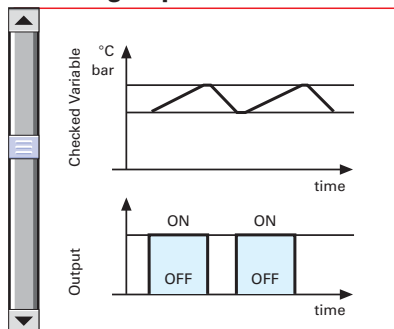 °C
bar
Checked Variable
time
ON
ON
Output
OFF
OFF
time